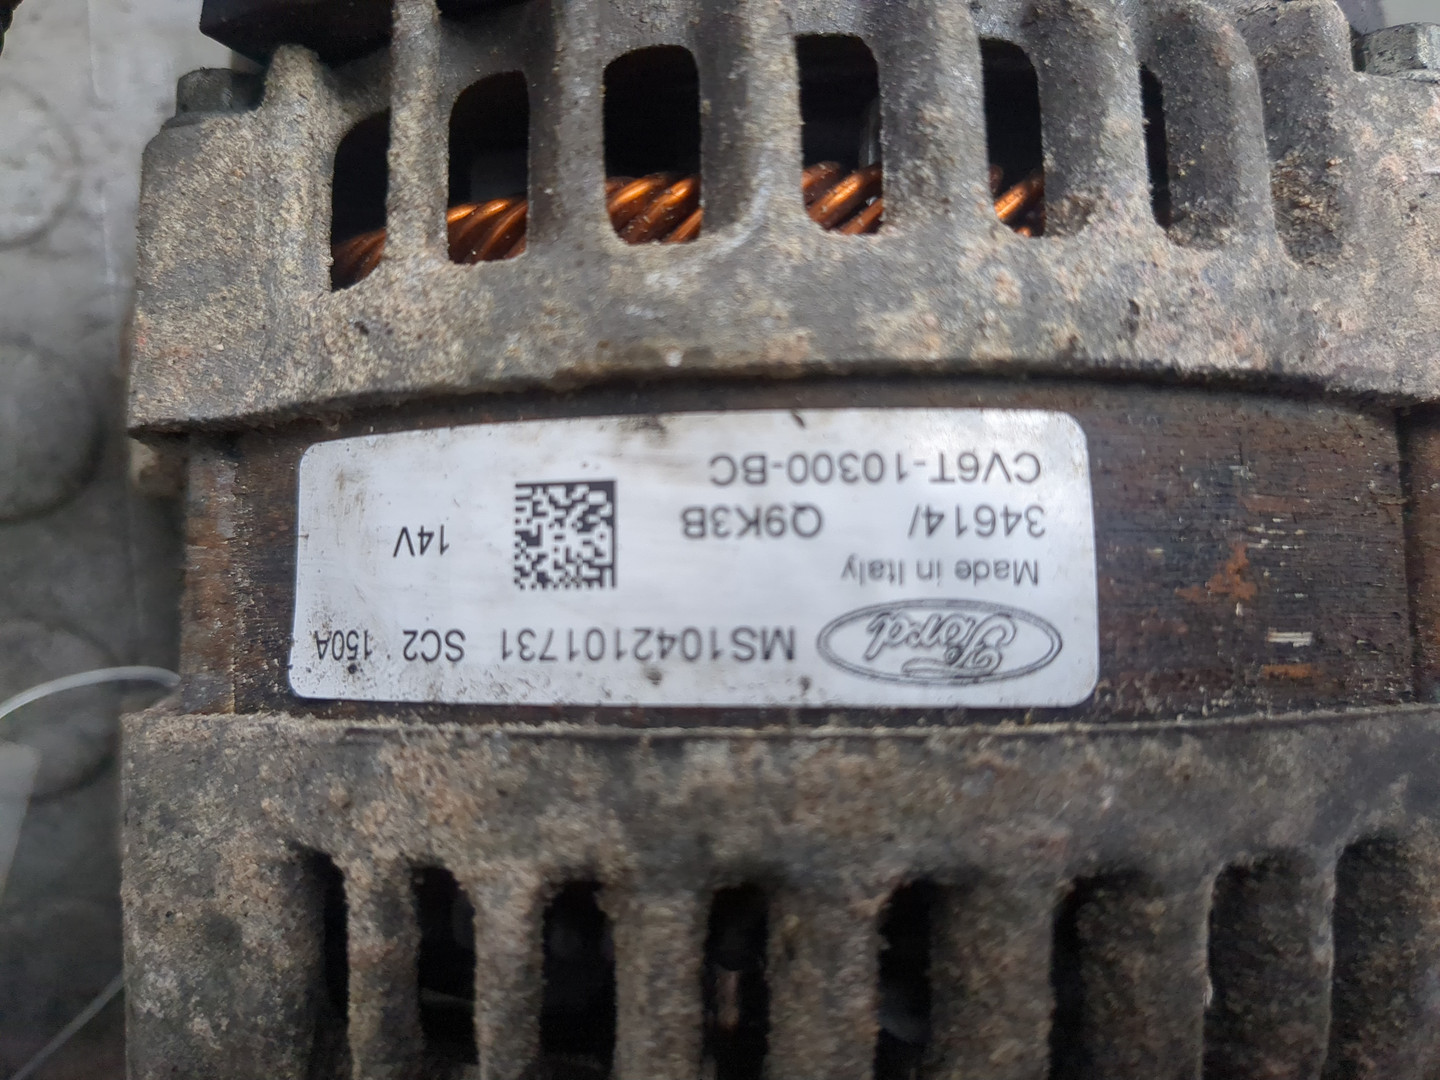 Ford MS1042101731 SC2 150A
Made in Italy
34614/ Q9K3B 14V
CV6T-10300-BC